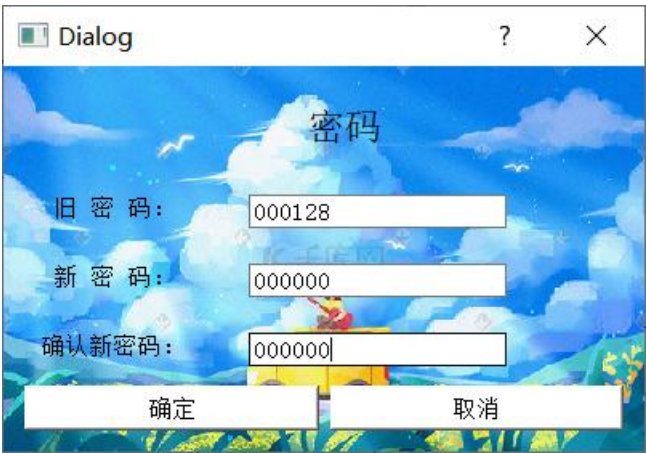 Dialog
密码
旧 密 码：
000128
新 密 码：
000000
确认新密码：
000000
确定
取消